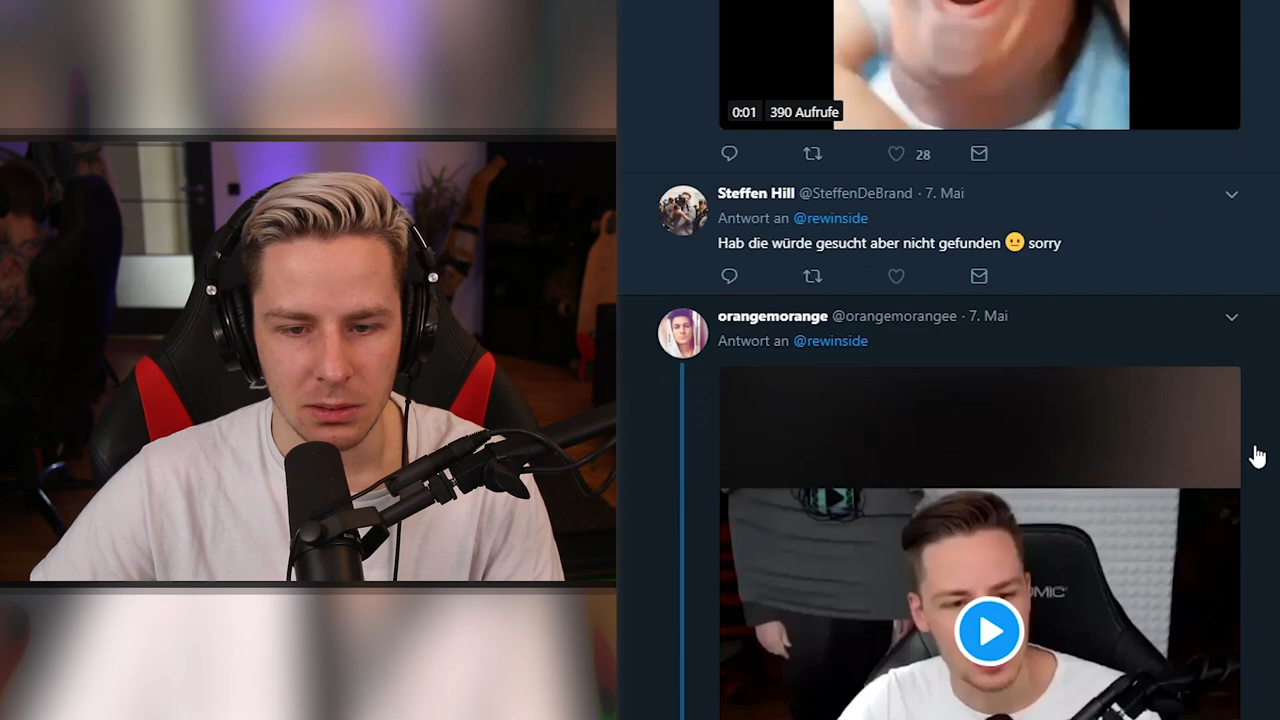 0:01 390 Aufrufe
28
Steffen Hill @SteffenDeBrand · 7. Mai
Antwort an @rewinside
Hab die würde gesucht aber nicht gefunden 😐 sorry
orangemorange @orangemorangee · 7. Mai
Antwort an @rewinside
OMIC